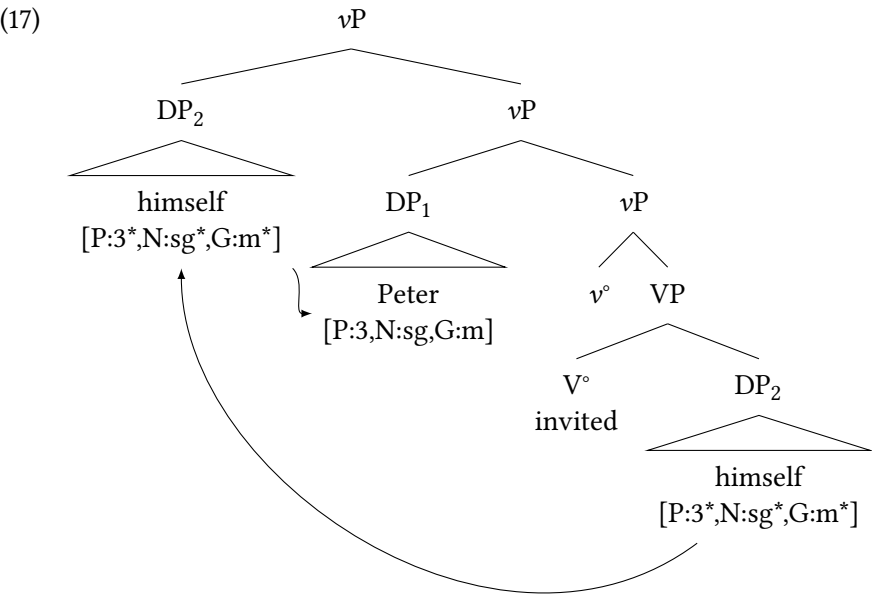 (17)
vP
DP₂
vP
himself
[P:3*,N:sg*,G:m*]
DP₁
vP
Peter
[P:3,N:sg,G:m]
v°
VP
V°
invited
DP₂
himself
[P:3*,N:sg*,G:m*]